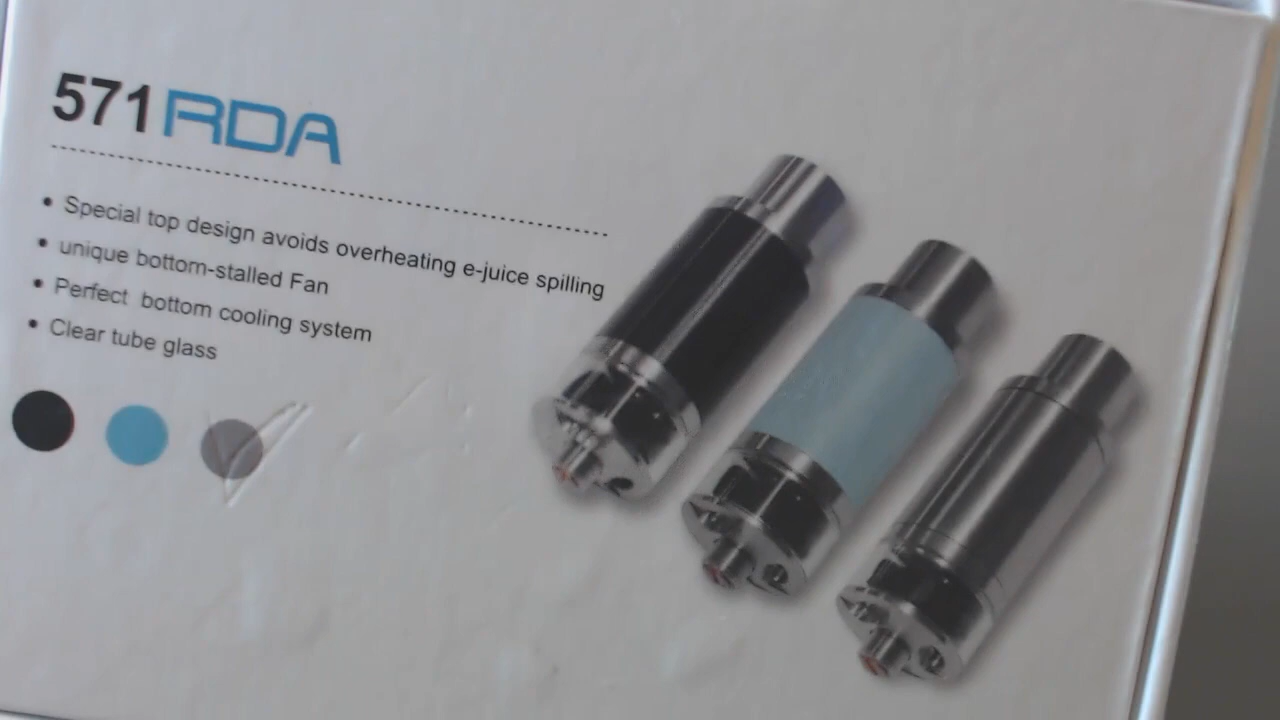 571RDA
• Special top design avoids overheating e-juice spilling
• unique bottom-stalled Fan
• Perfect bottom cooling system
• Clear tube glass